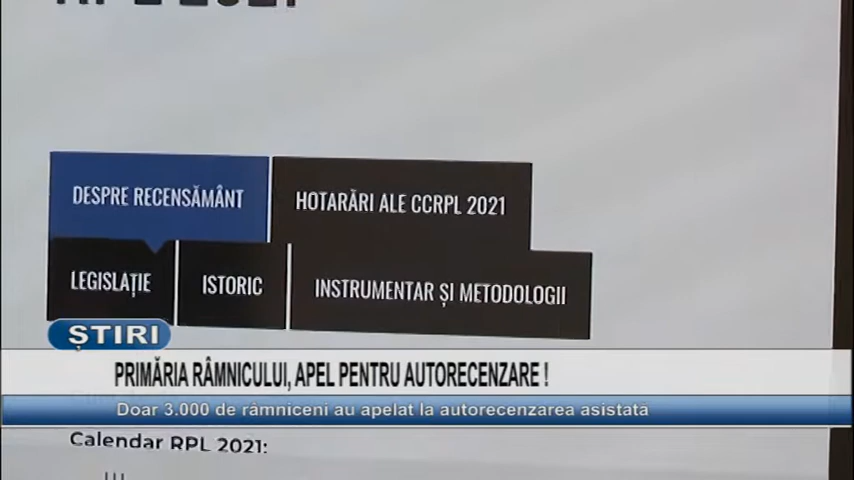 DESPRE RECENSĂMÂNT
HOTARĂRI ALE CCRPL 2021
LEGISLAȚIE
ISTORIC
INSTRUMENTAR ȘI METODOLOGII
ȘTIRI
PRIMĂRIA RÂMNICULUI, APEL PENTRU AUTORECENZARE !
Doar 3.000 de râmniceni au apelat la autorecenzarea asistată
Calendar RPL 2021: